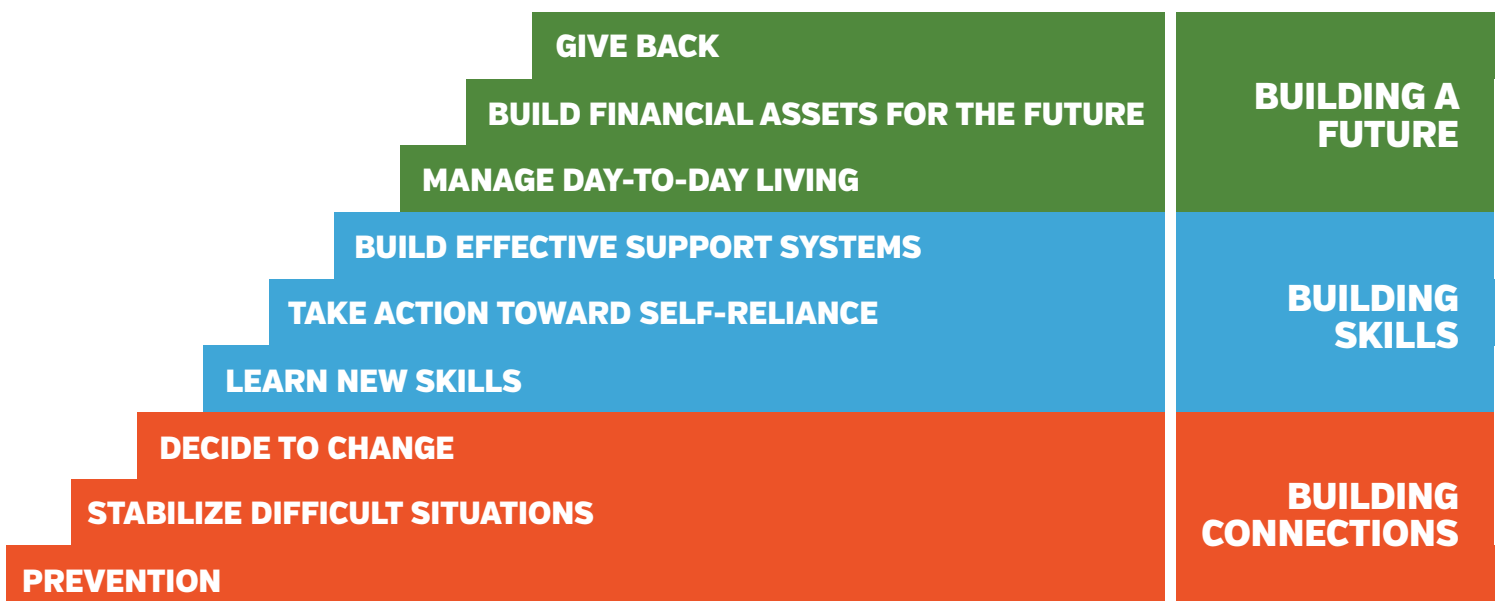 GIVE BACK
BUILD FINANCIAL ASSETS FOR THE FUTURE
MANAGE DAY-TO-DAY LIVING
BUILD EFFECTIVE SUPPORT SYSTEMS
TAKE ACTION TOWARD SELF-RELIANCE
LEARN NEW SKILLS
DECIDE TO CHANGE
STABILIZE DIFFICULT SITUATIONS
PREVENTION
BUILDING A
FUTURE
BUILDING
SKILLS
BUILDING
CONNECTIONS